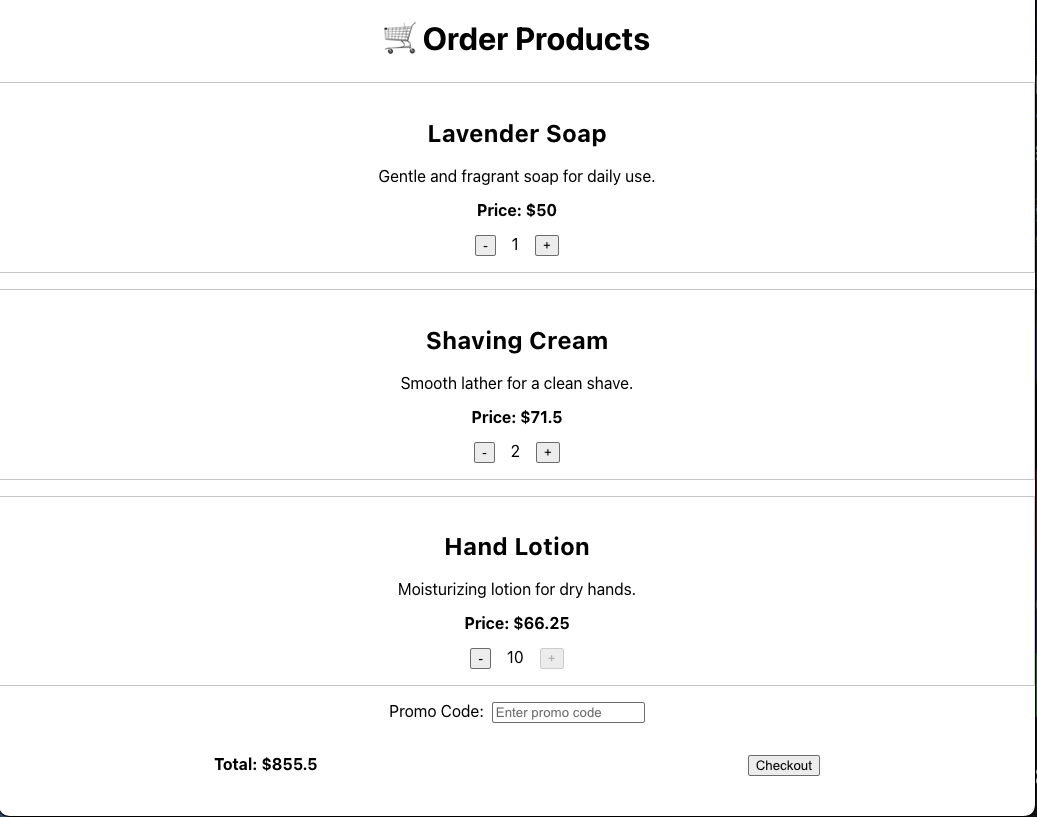 Order Products
Lavender Soap
Gentle and fragrant soap for daily use.
Price: $50
- 1 +
Shaving Cream
Smooth lather for a clean shave.
Price: $71.5
- 2 +
Hand Lotion
Moisturizing lotion for dry hands.
Price: $66.25
- 10 +
Promo Code: Enter promo code
Total: $855.5 Checkout